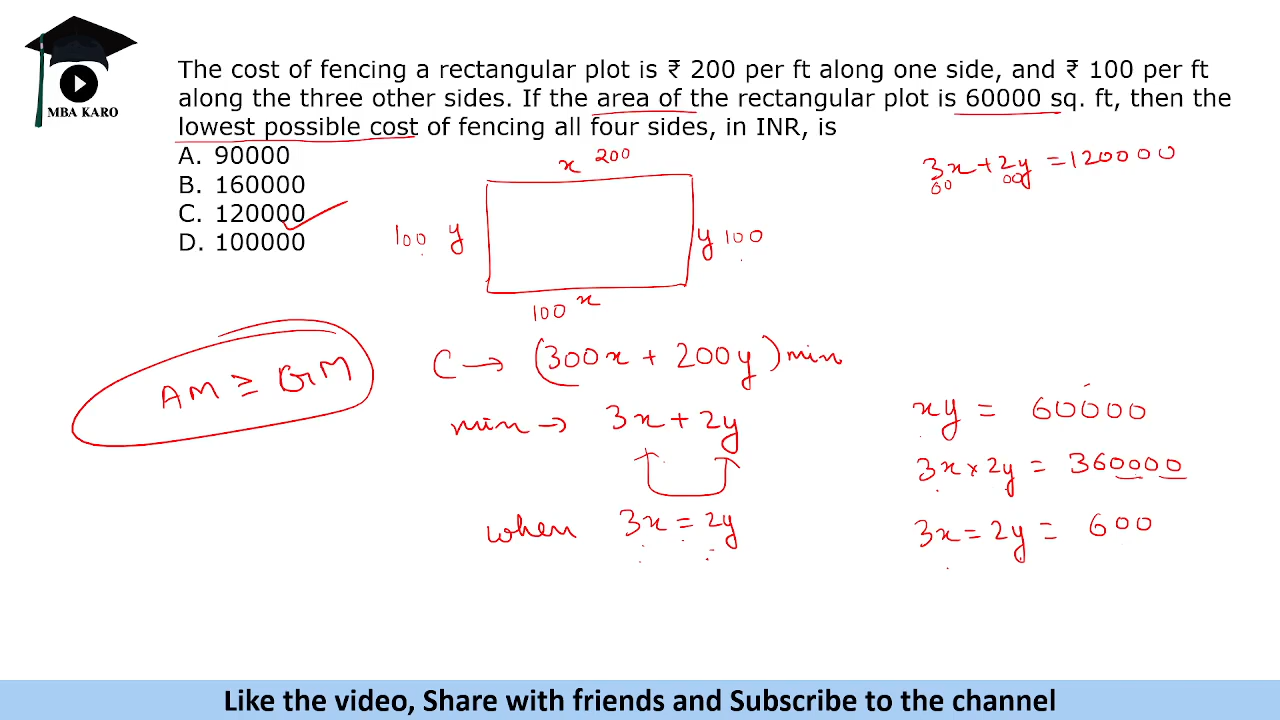 MBA KARO
The cost of fencing a rectangular plot is ₹ 200 per ft along one side, and ₹ 100 per ft
along the three other sides. If the area of the rectangular plot is 60000 sq. ft, then the
lowest possible cost of fencing all four sides, in INR, is
A. 90000
B. 160000
C. 120000
D. 100000
x 200
100 y
y 100
100 x
3x + 2y = 120000
00 00
AM ≥ GM
C → (300x + 200y) min
min → 3x + 2y
when 3x = 2y
xy = 60000
3x × 2y = 360000
3x = 2y = 600
Like the video, Share with friends and Subscribe to the channel